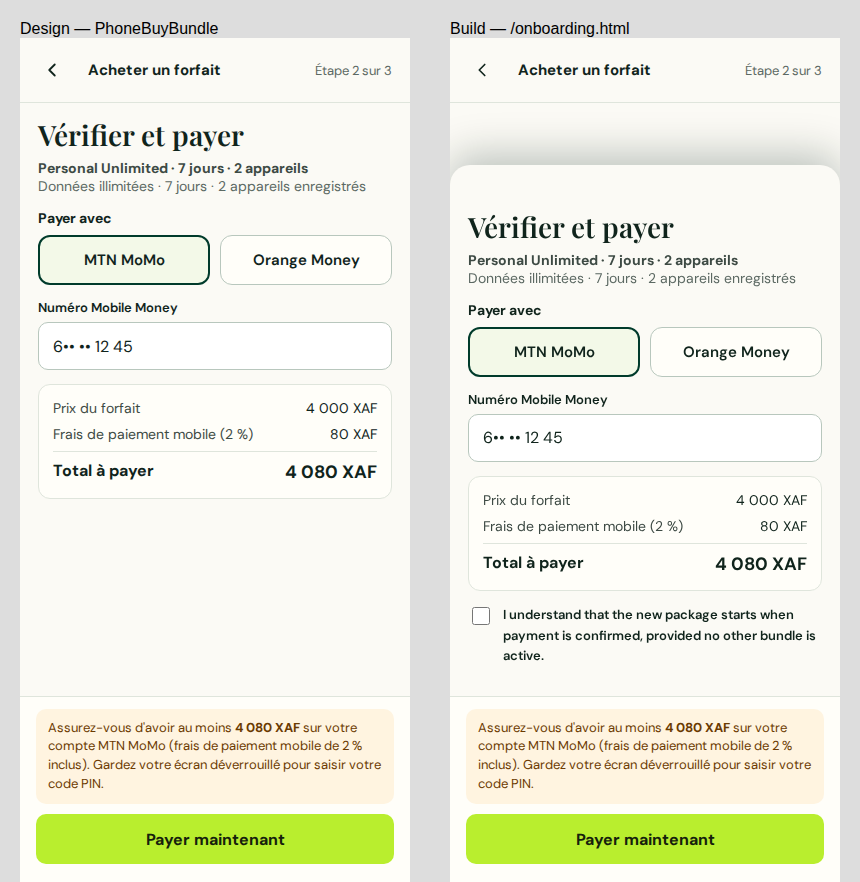 Design — PhoneBuyBundle
Acheter un forfait
Étape 2 sur 3
Vérifier et payer
Personal Unlimited · 7 jours · 2 appareils
Données illimitées · 7 jours · 2 appareils enregistrés
Payer avec
MTN MoMo
Orange Money
Numéro Mobile Money
6•• •• 12 45
Prix du forfait
4 000 XAF
Frais de paiement mobile (2 %)
80 XAF
Total à payer
4 080 XAF
Assurez-vous d'avoir au moins 4 080 XAF sur votre
compte MTN MoMo (frais de paiement mobile de 2 %
inclus). Gardez votre écran déverrouillé pour saisir votre
code PIN.
Payer maintenant
Build — /onboarding.html
Acheter un forfait
Étape 2 sur 3
Vérifier et payer
Personal Unlimited · 7 jours · 2 appareils
Données illimitées · 7 jours · 2 appareils enregistrés
Payer avec
MTN MoMo
Orange Money
Numéro Mobile Money
6•• •• 12 45
Prix du forfait
4 000 XAF
Frais de paiement mobile (2 %)
80 XAF
Total à payer
4 080 XAF
I understand that the new package starts when
payment is confirmed, provided no other bundle is
active.
Assurez-vous d'avoir au moins 4 080 XAF sur votre
compte MTN MoMo (frais de paiement mobile de 2 %
inclus). Gardez votre écran déverrouillé pour saisir votre
code PIN.
Payer maintenant